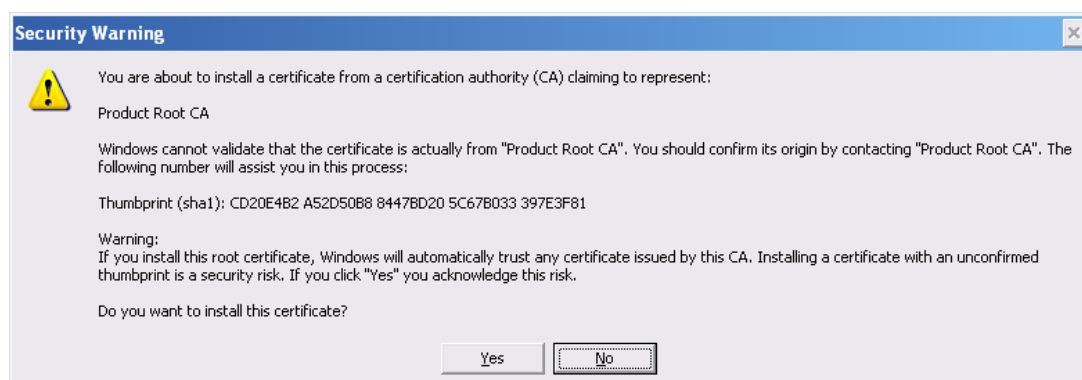 Security Warning
You are about to install a certificate from a certification authority (CA) claiming to represent:
Product Root CA
Windows cannot validate that the certificate is actually from "Product Root CA". You should confirm its origin by contacting "Product Root CA". The
following number will assist you in this process:
Thumbprint (sha1): CD20E4B2 A52D50B8 8447BD20 5C67B033 397E3F81
Warning:
If you install this root certificate, Windows will automatically trust any certificate issued by this CA. Installing a certificate with an unconfirmed
thumbprint is a security risk. If you click "Yes" you acknowledge this risk.
Do you want to install this certificate?
Yes
No